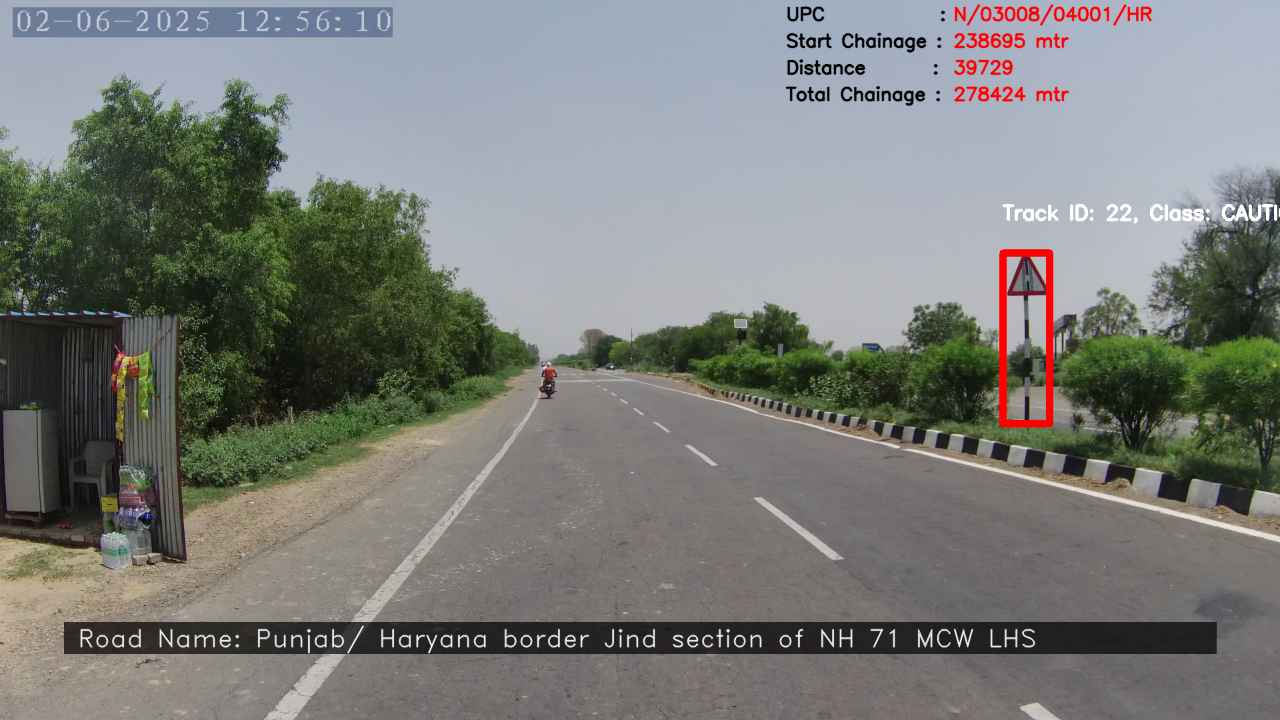 02-06-2025 12:56:10
UPC : N/03008/04001/HR
Start Chainage : 238695 mtr
Distance : 39729
Total Chainage : 278424 mtr
Track ID: 22, Class: CAUTI
Road Name: Punjab/ Haryana border Jind section of NH 71 MCW LHS